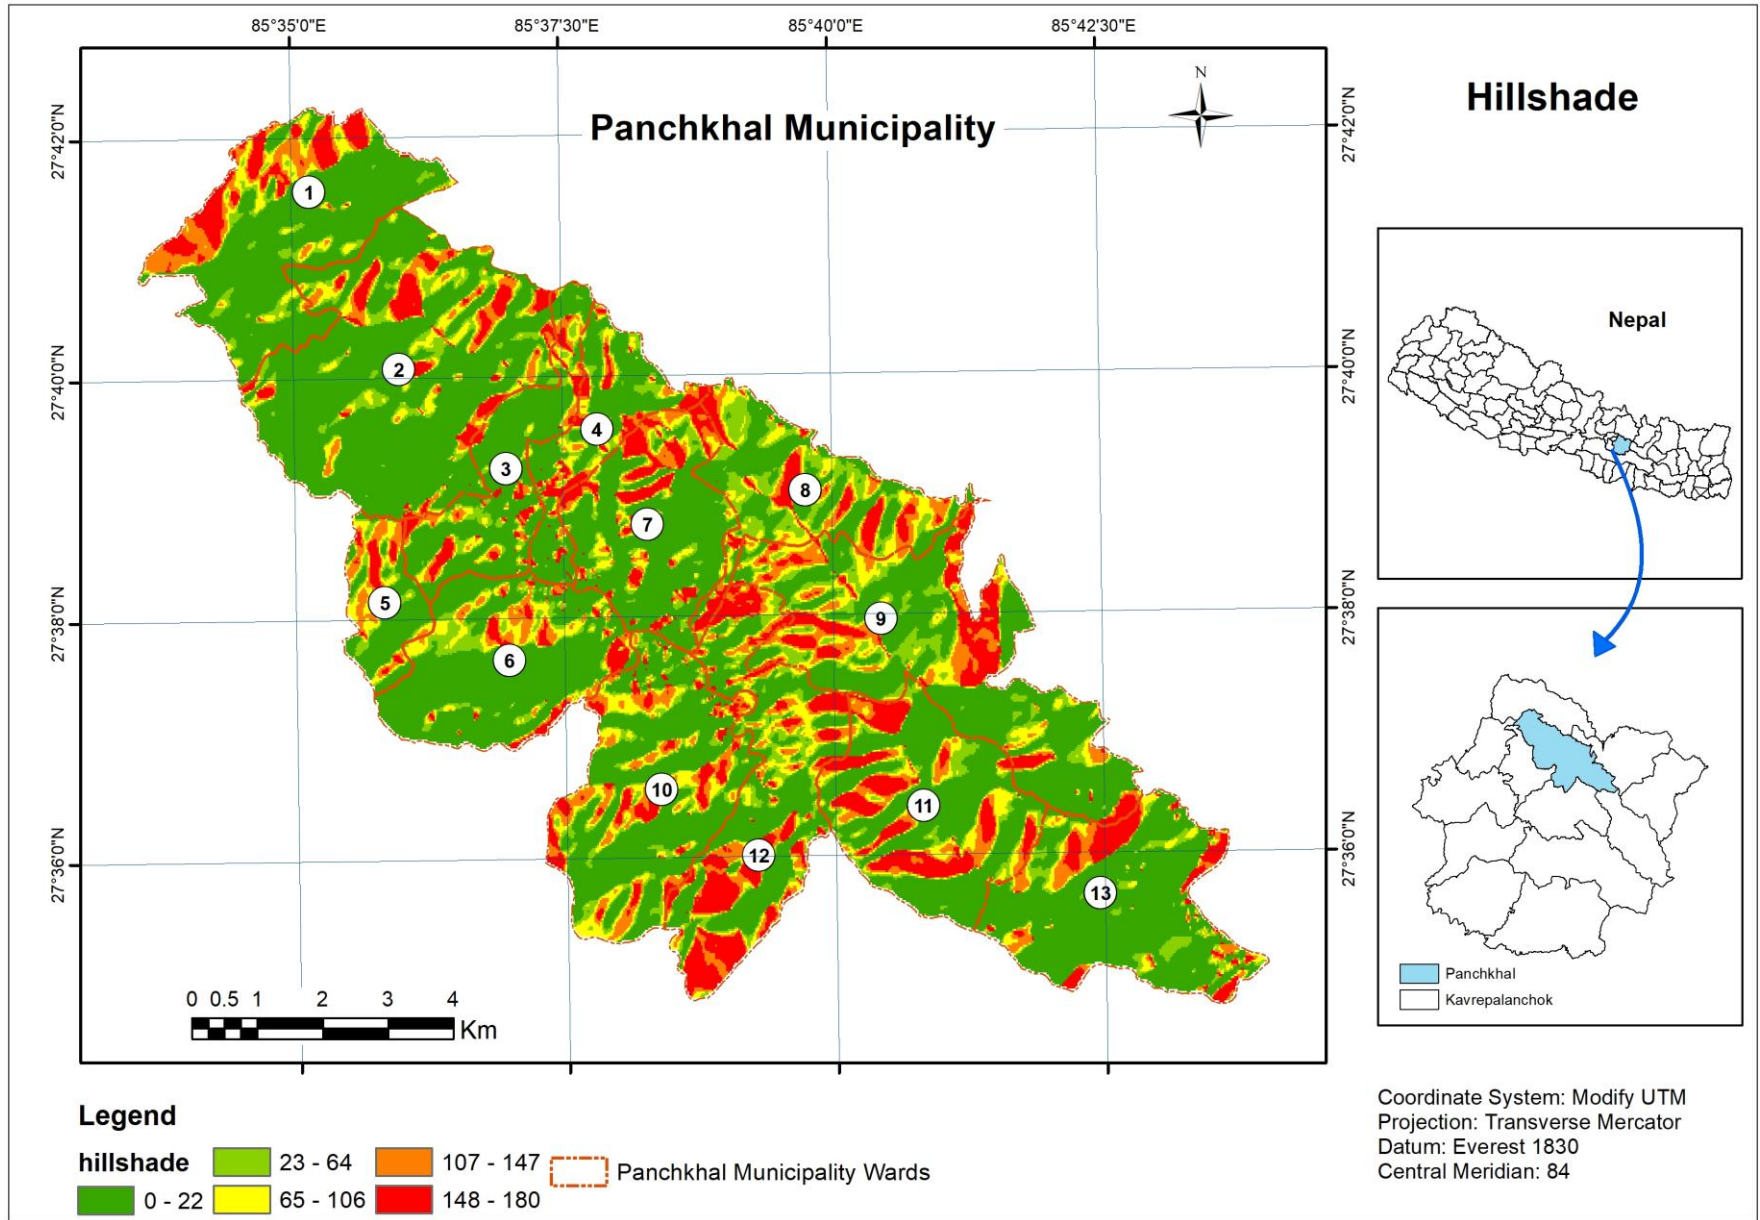 85°35'0"E
85°37'30"E
85°40'0"E
85°42'30"E
Panchkhal Municipality
N
Hillshade
27°42'0"N
27°42'0"N
27°40'0"N
27°40'0"N
27°38'0"N
27°38'0"N
27°36'0"N
27°36'0"N
1
2
3
4
5
6
7
8
9
10
11
12
13
0 0.5 1 2 3 4
Km
Nepal
Panchkhal
Kavrepalanchok
Legend
hillshade
0 - 22
23 - 64
65 - 106
107 - 147
148 - 180
Panchkhal Municipality Wards
Coordinate System: Modify UTM
Projection: Transverse Mercator
Datum: Everest 1830
Central Meridian: 84